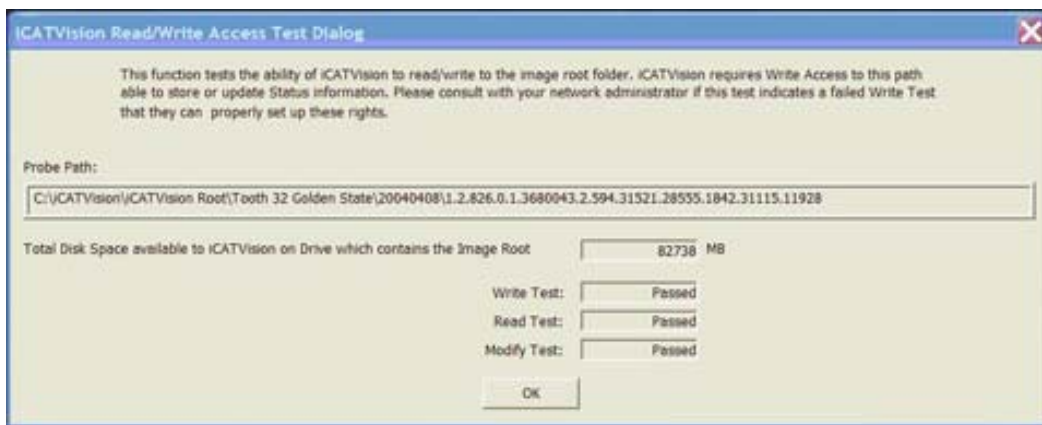 iCATVision Read/Write Access Test Dialog
This function tests the ability of iCATVision to read/write to the image root folder. iCATVision requires Write Access to this path
able to store or update Status information. Please consult with your network administrator if this test indicates a failed Write Test
that they can properly set up these rights.
Probe Path:
C:\iCATVision\iCATVision Root\Tooth 32 Golden State\20040408\1.2.826.0.1.3680043.2.594.31521.28555.1842.31115.11928
Total Disk Space available to iCATVision on Drive which contains the Image Root 82738 MB
Write Test: Passed
Read Test: Passed
Modify Test: Passed
OK